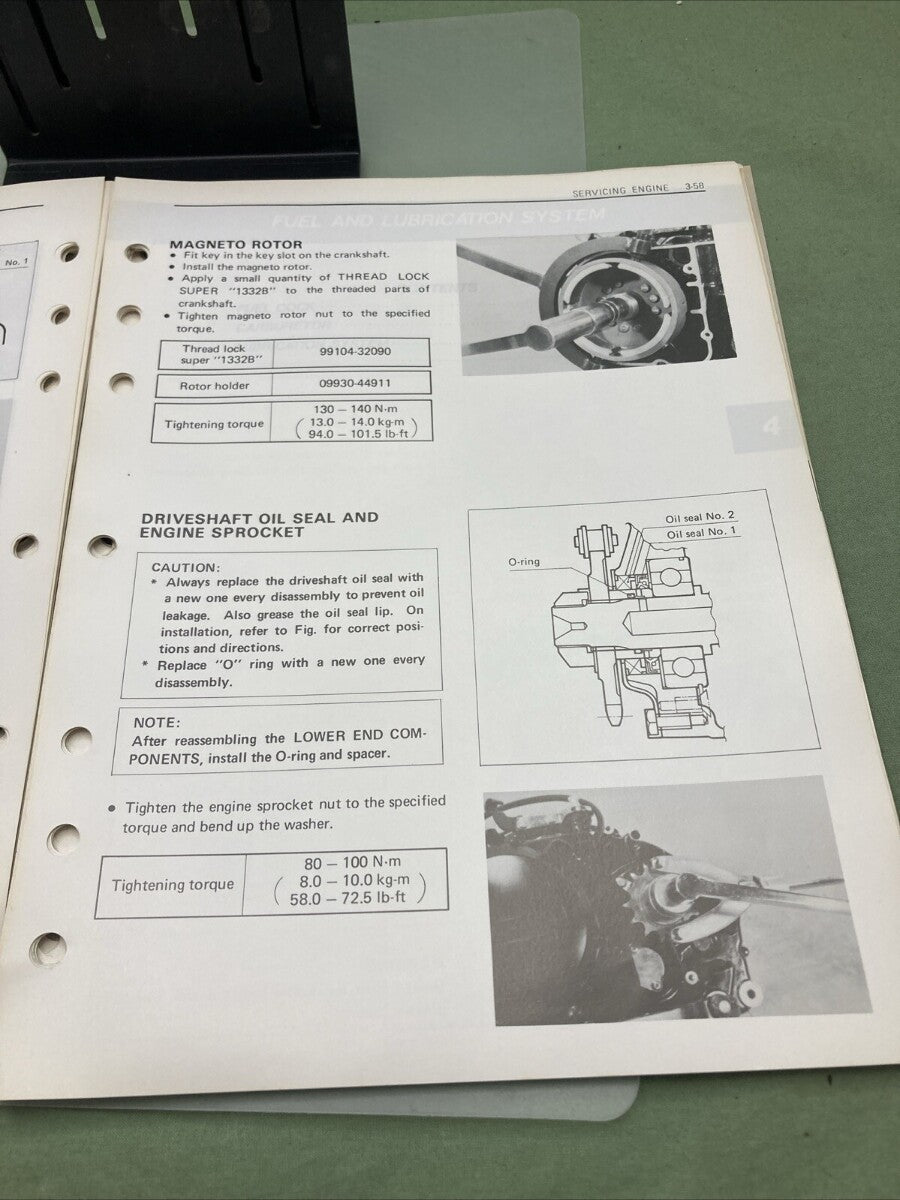 No. 1
SERVICING ENGINE 3-58
FUEL AND LUBRICATION SYSTEM
MAGNETO ROTOR
• Fit key in the key slot on the crankshaft.
• Install the magneto rotor.
• Apply a small quantity of THREAD LOCK
SUPER "1332B" to the threaded parts of
crankshaft.
• Tighten magneto rotor nut to the specified
torque.
Thread lock
super "1332B"
99104-32090
Rotor holder
09930-44911
Tightening torque
130 – 140 N·m
( 13.0 – 14.0 kg-m )
94.0 – 101.5 lb-ft
4
DRIVESHAFT OIL SEAL AND
ENGINE SPROCKET
CAUTION:
* Always replace the driveshaft oil seal with
a new one every disassembly to prevent oil
leakage. Also grease the oil seal lip. On
installation, refer to Fig. for correct posi-
tions and directions.
* Replace "O" ring with a new one every
disassembly.
NOTE:
After reassembling the LOWER END COM-
PONENTS, install the O-ring and spacer.
• Tighten the engine sprocket nut to the specified
torque and bend up the washer.
Tightening torque
80 – 100 N·m
( 8.0 – 10.0 kg-m )
58.0 – 72.5 lb-ft
Oil seal No. 2
Oil seal No. 1
O-ring